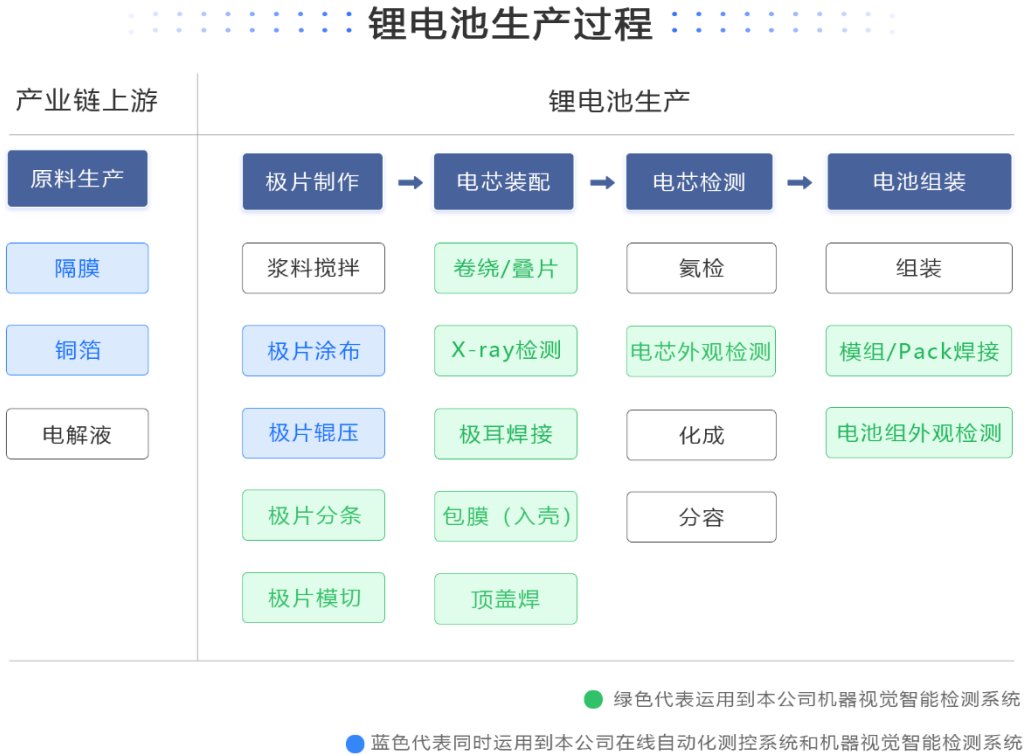 锂电池生产过程
产业链上游
锂电池生产
原料生产
隔膜
铜箔
电解液
极片制作
浆料搅拌
极片涂布
极片辊压
极片分条
极片模切
电芯装配
卷绕/叠片
X-ray检测
极耳焊接
包膜（入壳）
顶盖焊
电芯检测
氦检
电芯外观检测
化成
分容
电池组装
组装
模组/Pack焊接
电池组外观检测
绿色代表运用到本公司机器视觉智能检测系统
蓝色代表同时运用到本公司在线自动化测控系统和机器视觉智能检测系统